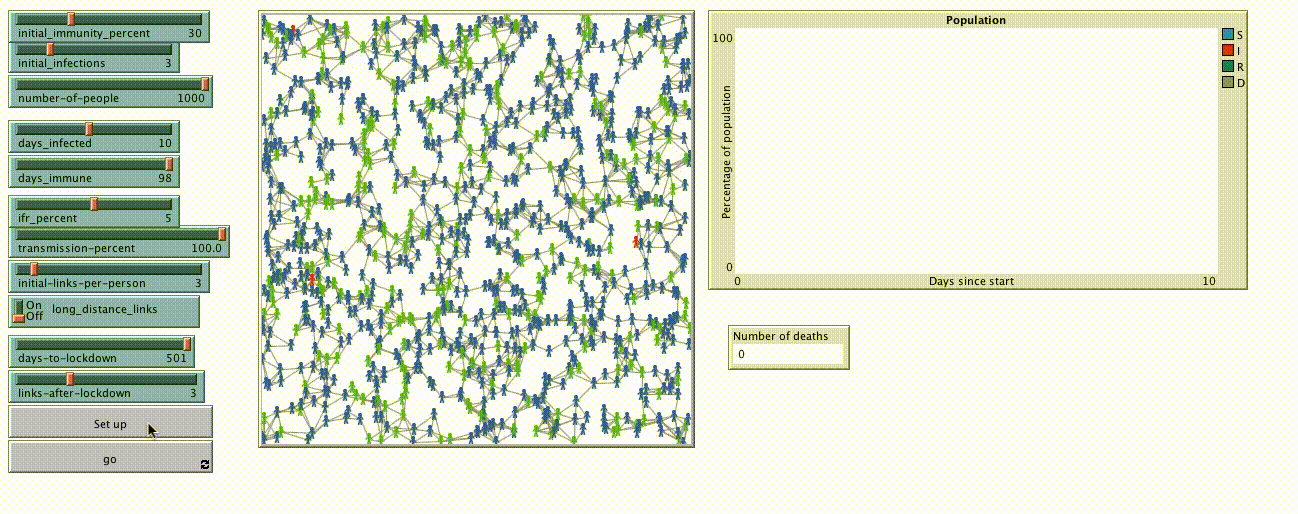 initial_immunity_percent 30
initial_infections 3
number-of-people 1000
days_infected 10
days_immune 98
ifr_percent 5
transmission-percent 100.0
initial-links-per-person 3
On
Off
long_distance_links
days-to-lockdown 501
links-after-lockdown 3
Set up
go
Population
100
Percentage of population
0
0
Days since start
10
S
I
R
D
Number of deaths
0